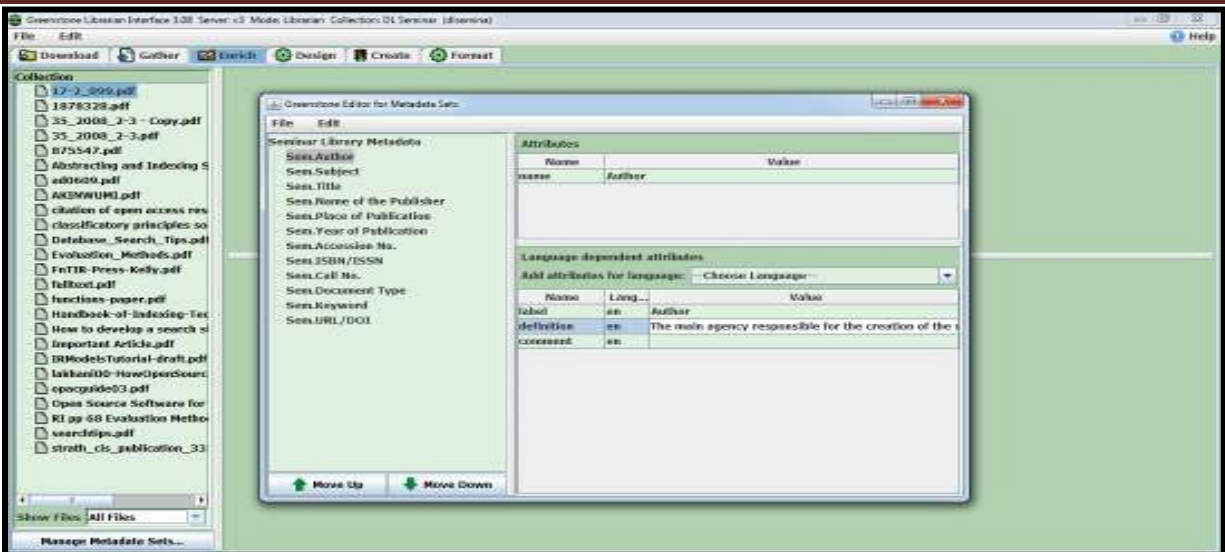 Greenstone Librarian Interface 3.08 Server: v3 Mode: Librarian Collection: DL Seminar (dlsemina)
File Edit
Help
Download Gather Enrich Design Create Format
Collection
17-2_099.pdf
1878328.pdf
35_2008_2-3 - Copy.pdf
35_2008_2-3.pdf
875547.pdf
Abstracting and Indexing S
ed0609.pdf
AKINWUMI.pdf
citation of open access res
classificatory principles so
Database_Search_Tips.pdf
Evaluation_Methods.pdf
FnTIR-Press-Kelly.pdf
fulltext.pdf
functions-paper.pdf
Handbook-of-Indexing-Tec
How to develop a search st
Important Article.pdf
IRModelsTutorial-draft.pdf
lakhani00-HowOpenSourc
opacguide03.pdf
Open Source Software for
RI pp 68 Evaluation Metho
searchtips.pdf
strath_cis_publication_33
Show Files All Files
Manage Metadata Sets...
Greenstone Editor for Metadata Sets
File Edit
Seminar Library Metadata
Sem.Author
Sem.Subject
Sem.Title
Sem.Name of the Publisher
Sem.Place of Publication
Sem.Year of Publication
Sem.Accession No.
Sem.ISBN/ISSN
Sem.Call No.
Sem.Document Type
Sem.Keyword
Sem.URL/DOI
Move Up Move Down
Attributes
Name Value
name Author
Language dependent attributes
Add attributes for language: --Choose Language--
Name Lang... Value
label en Author
definition en The main agency responsible for the creation of the
comment en